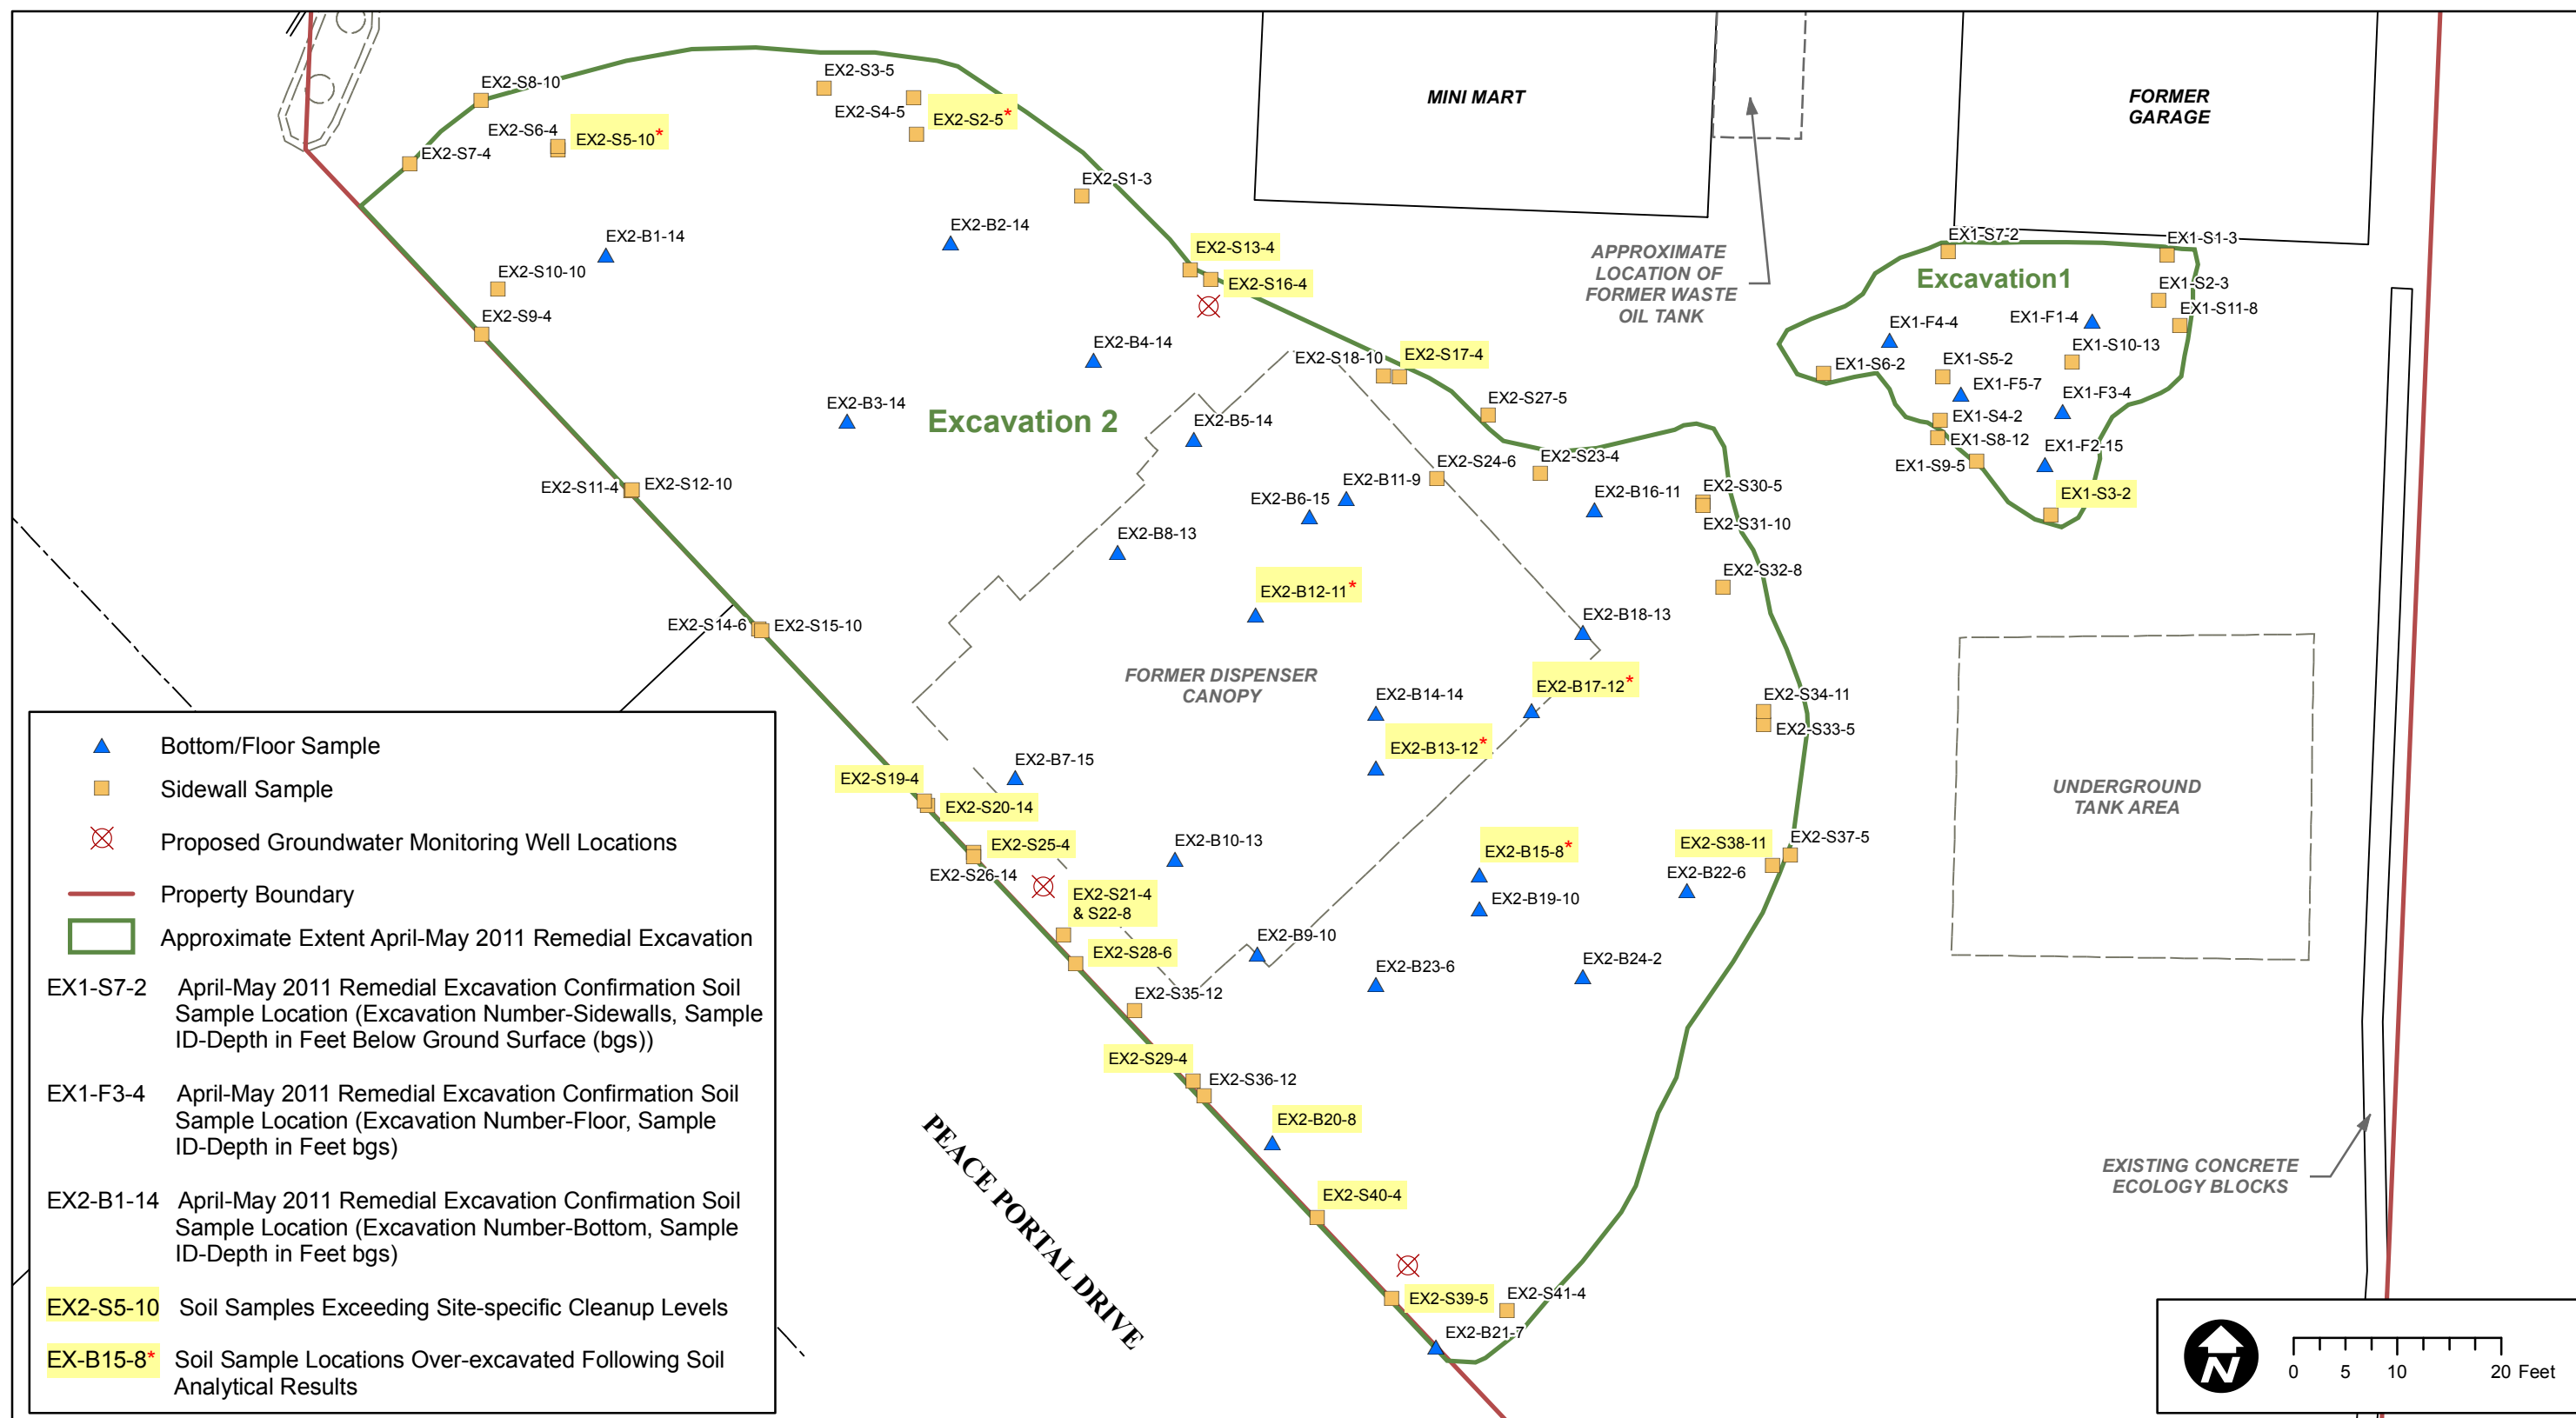 EX2-S8-10
EX2-S3-5
EX2-S4-5
EX2-S2-5*
EX2-S6-4
EX2-S5-10*
EX2-S7-4
EX2-S1-3
EX2-B1-14
EX2-B2-14
EX2-S10-10
EX2-S9-4
EX2-S13-4
EX2-S16-4
EX2-B4-14
EX2-B3-14
Excavation 2
EX2-S18-10
EX2-S17-4
EX2-S27-5
EX2-B5-14
EX2-S24-6
EX2-S23-4
EX2-B11-9
EX2-B6-15
EX2-B16-11
EX2-S30-5
EX2-S31-10
EX2-S11-4
EX2-S12-10
EX2-B8-13
EX2-S32-8
EX2-B12-11*
EX2-B18-13
EX2-S14-6
EX2-S15-10
FORMER DISPENSER
CANOPY
EX2-B17-12*
EX2-B14-14
EX2-S34-11
EX2-S33-5
EX2-B13-12*
EX2-B7-15
EX2-S19-4
EX2-S20-14
EX2-S25-4
EX2-S26-14
EX2-B10-13
EX2-B15-8*
EX2-B19-10
EX2-S38-11
EX2-S37-5
EX2-B22-6
EX2-S21-4
& S22-8
EX2-S28-6
EX2-B9-10
EX2-B23-6
EX2-B24-2
EX2-S35-12
EX2-S29-4
EX2-S36-12
EX2-B20-8
EX2-S40-4
EX2-S39-5
EX2-S41-4
EX2-B21-7
PEACE PORTAL DRIVE
MINI MART
FORMER
GARAGE
APPROXIMATE
LOCATION OF
FORMER WASTE
OIL TANK
EX1-S7-2
EX1-S1-3
Excavation1
EX1-S2-3
EX1-S11-8
EX1-F1-4
EX1-F4-4
EX1-S10-13
EX1-S6-2
EX1-S5-2
EX1-F5-7
EX1-F3-4
EX1-S4-2
EX1-S8-12
EX1-F2-15
EX1-S9-5
EX1-S3-2
UNDERGROUND
TANK AREA
EXISTING CONCRETE
ECOLOGY BLOCKS
Bottom/Floor Sample
Sidewall Sample
Proposed Groundwater Monitoring Well Locations
Property Boundary
Approximate Extent April-May 2011 Remedial Excavation
EX1-S7-2 April-May 2011 Remedial Excavation Confirmation Soil
Sample Location (Excavation Number-Sidewalls, Sample
ID-Depth in Feet Below Ground Surface (bgs))
EX1-F3-4 April-May 2011 Remedial Excavation Confirmation Soil
Sample Location (Excavation Number-Floor, Sample
ID-Depth in Feet bgs)
EX2-B1-14 April-May 2011 Remedial Excavation Confirmation Soil
Sample Location (Excavation Number-Bottom, Sample
ID-Depth in Feet bgs)
EX2-S5-10 Soil Samples Exceeding Site-specific Cleanup Levels
EX-B15-8* Soil Sample Locations Over-excavated Following Soil
Analytical Results
N
0 5 10 20 Feet